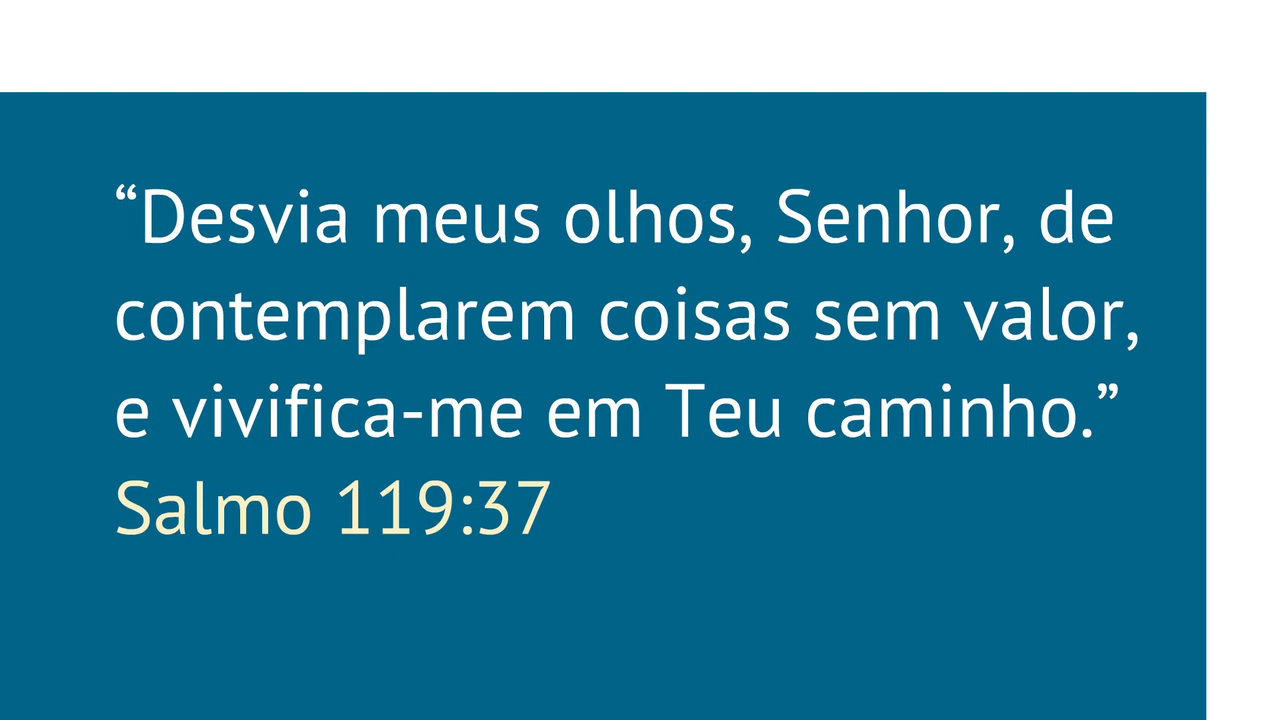 “Desvia meus olhos, Senhor, de
contemplarem coisas sem valor,
e vivifica-me em Teu caminho.”
Salmo 119:37